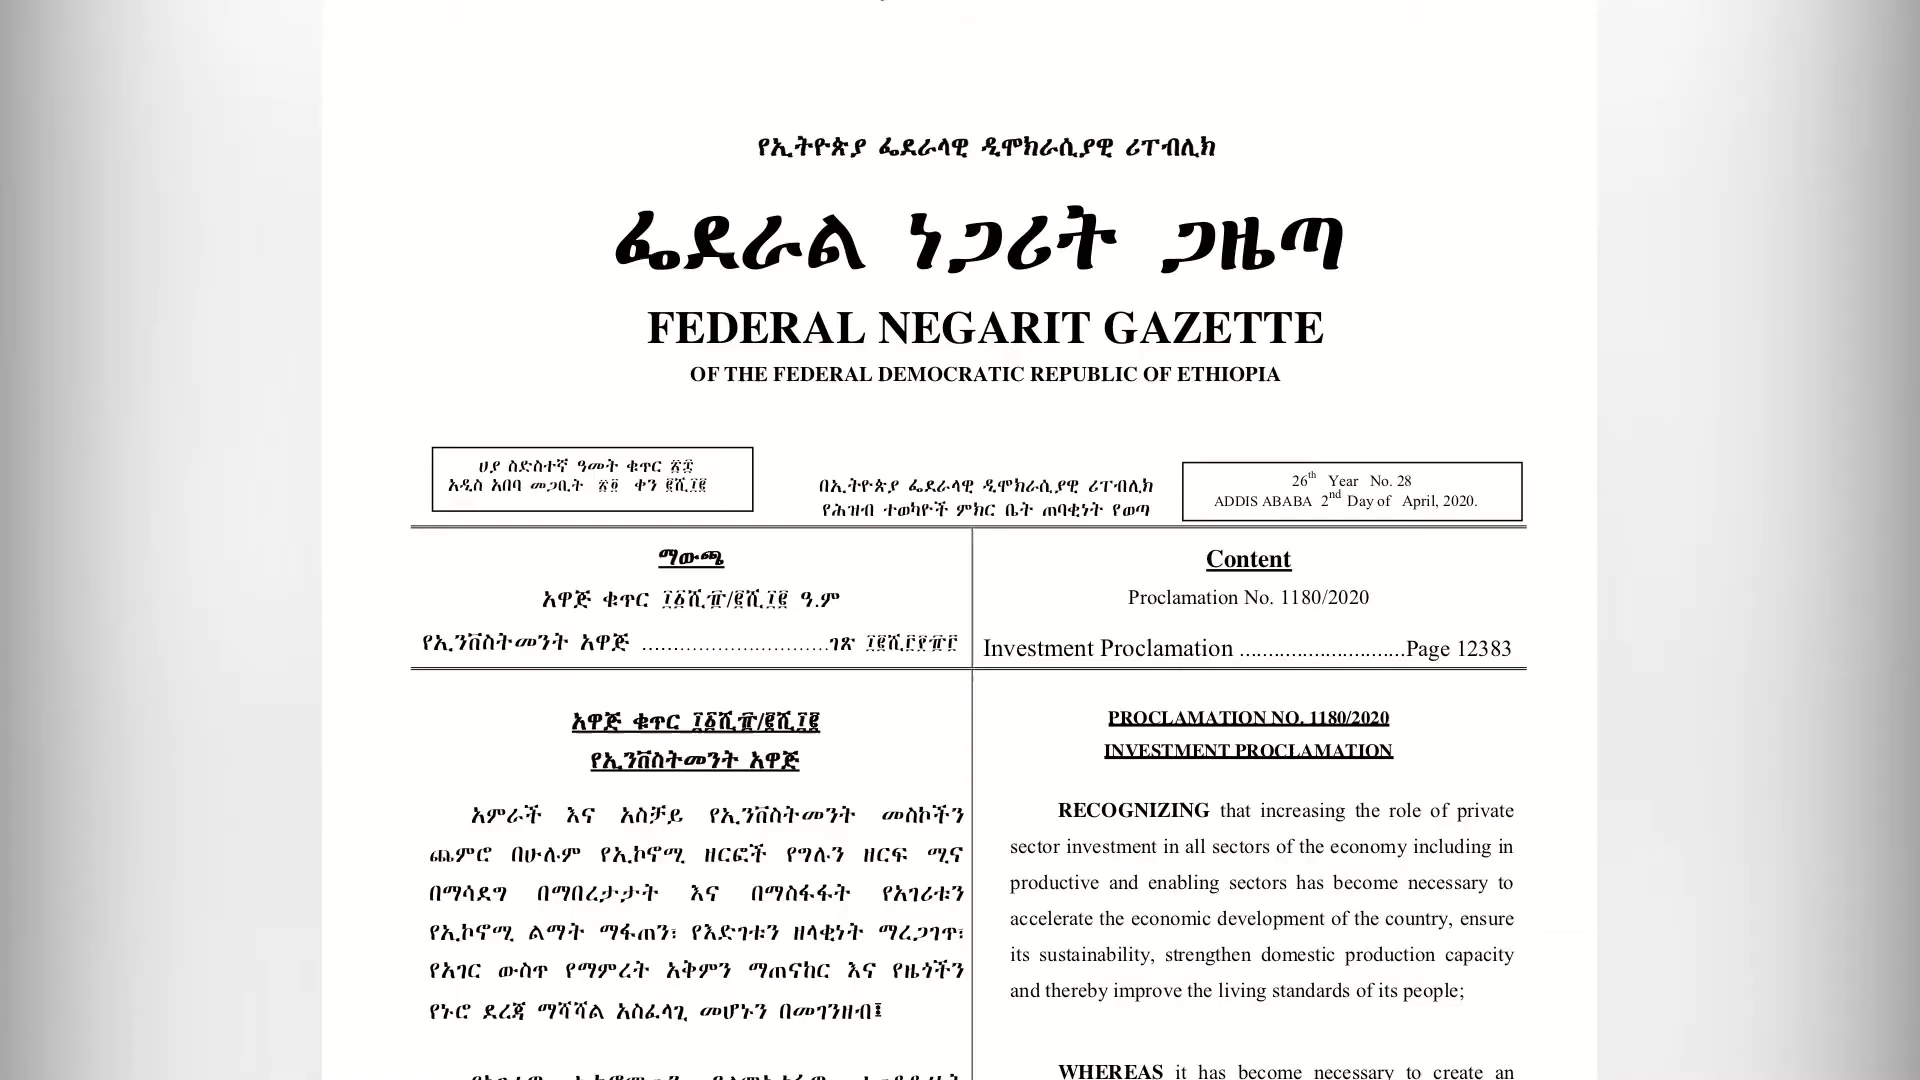 የኢትዮጵያ ፌደራላዊ ዲሞክራሲያዊ ሪፐብሊክ
ፌደራል ነጋሪት ጋዜጣ
FEDERAL NEGARIT GAZETTE
OF THE FEDERAL DEMOCRATIC REPUBLIC OF ETHIOPIA
ሀያ ስድስተኛ ዓመት ቁጥር ፳፰
አዲስ አበባ መጋቢት ፳፬ ቀን ፪ሺ፲፪
በኢትዮጵያ ፌደራላዊ ዲሞክራሲያዊ ሪፐብሊክ
የሕዝብ ተወካዮች ምክር ቤት ጠባቂነት የወጣ
26th Year No. 28
ADDIS ABABA 2nd Day of April, 2020.
ማውጫ
አዋጅ ቁጥር ፲፩ሺ፹/፪ሺ፲፪ ዓ.ም
የኢንቨስትመንት አዋጅ ..............................ገጽ ፲፪ሺ፫፻፹፫
Content
Proclamation No. 1180/2020
Investment Proclamation .............................Page 12383
አዋጅ ቁጥር ፲፩ሺ፹/፪ሺ፲፪
የኢንቨስትመንት አዋጅ
አምራች እና አስቻይ የኢንቨስትመንት መስኮችን
ጨምሮ በሁሉም የኢኮኖሚ ዘርፎች የግሉን ዘርፍ ሚና
በማሳደግ በማበረታታት እና በማስፋፋት የአገሪቱን
የኢኮኖሚ ልማት ማፋጠን፣ የእድገቱን ዘላቂነት ማረጋገጥ፣
የአገር ውስጥ የማምረት አቅምን ማጠናከር እና የዜጎችን
የኑሮ ደረጃ ማሻሻል አስፈላጊ መሆኑን በመገንዘብ፤
PROCLAMATION NO. 1180/2020
INVESTMENT PROCLAMATION
RECOGNIZING that increasing the role of private
sector investment in all sectors of the economy including in
productive and enabling sectors has become necessary to
accelerate the economic development of the country, ensure
its sustainability, strengthen domestic production capacity
and thereby improve the living standards of its people;
WHEREAS it has become necessary to create an